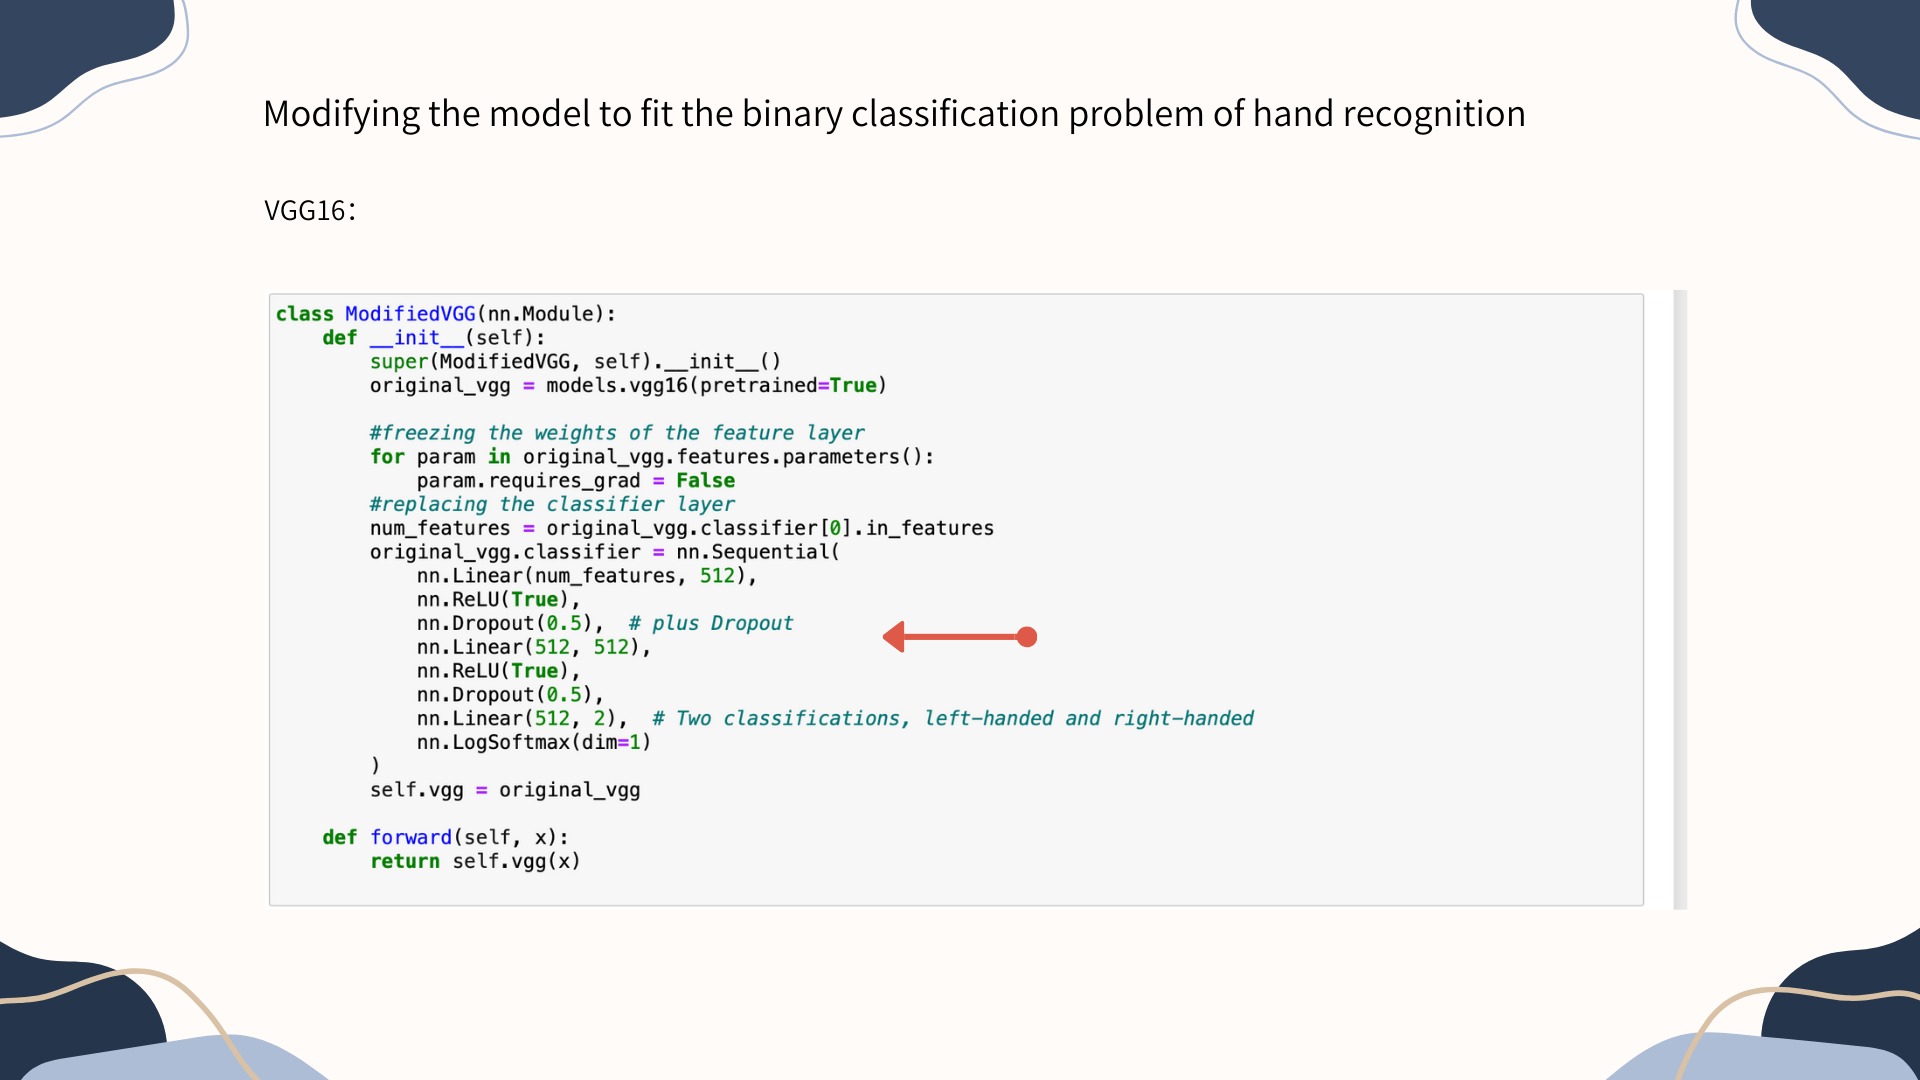 Modifying the model to fit the binary classification problem of hand recognition
VGG16：
class ModifiedVGG(nn.Module):
    def __init__(self):
        super(ModifiedVGG, self).__init__()
        original_vgg = models.vgg16(pretrained=True)
        #freezing the weights of the feature layer
        for param in original_vgg.features.parameters():
            param.requires_grad = False
        #replacing the classifier layer
        num_features = original_vgg.classifier[0].in_features
        original_vgg.classifier = nn.Sequential(
            nn.Linear(num_features, 512),
            nn.ReLU(True),
            nn.Dropout(0.5),  # plus Dropout
            nn.Linear(512, 512),
            nn.ReLU(True),
            nn.Dropout(0.5),
            nn.Linear(512, 2),  # Two classifications, left-handed and right-handed
            nn.LogSoftmax(dim=1)
        )
        self.vgg = original_vgg
    def forward(self, x):
        return self.vgg(x)